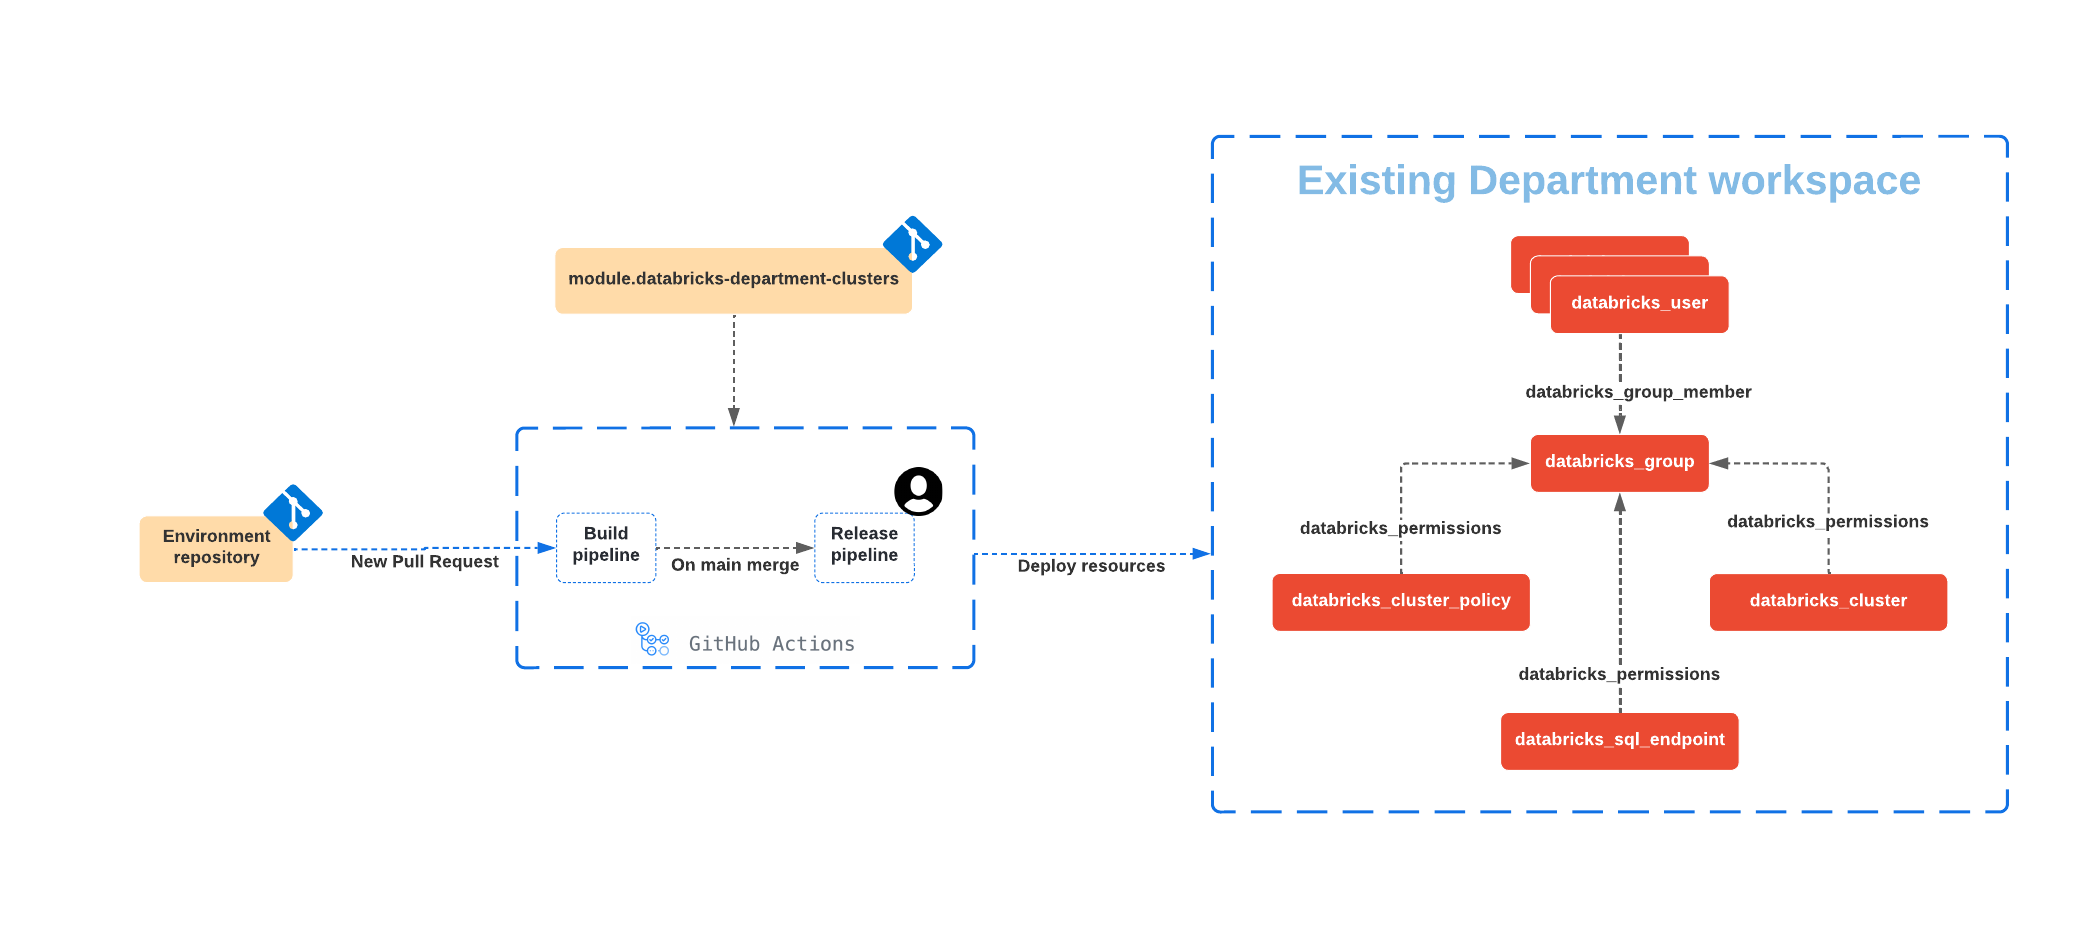 Existing Department workspace
module.databricks-department-clusters
databricks_user
databricks_group_member
databricks_group
Environment
repository
New Pull Request
Build
pipeline
On main merge
Release
pipeline
GitHub Actions
Deploy resources
databricks_permissions
databricks_permissions
databricks_cluster_policy
databricks_cluster
databricks_permissions
databricks_sql_endpoint